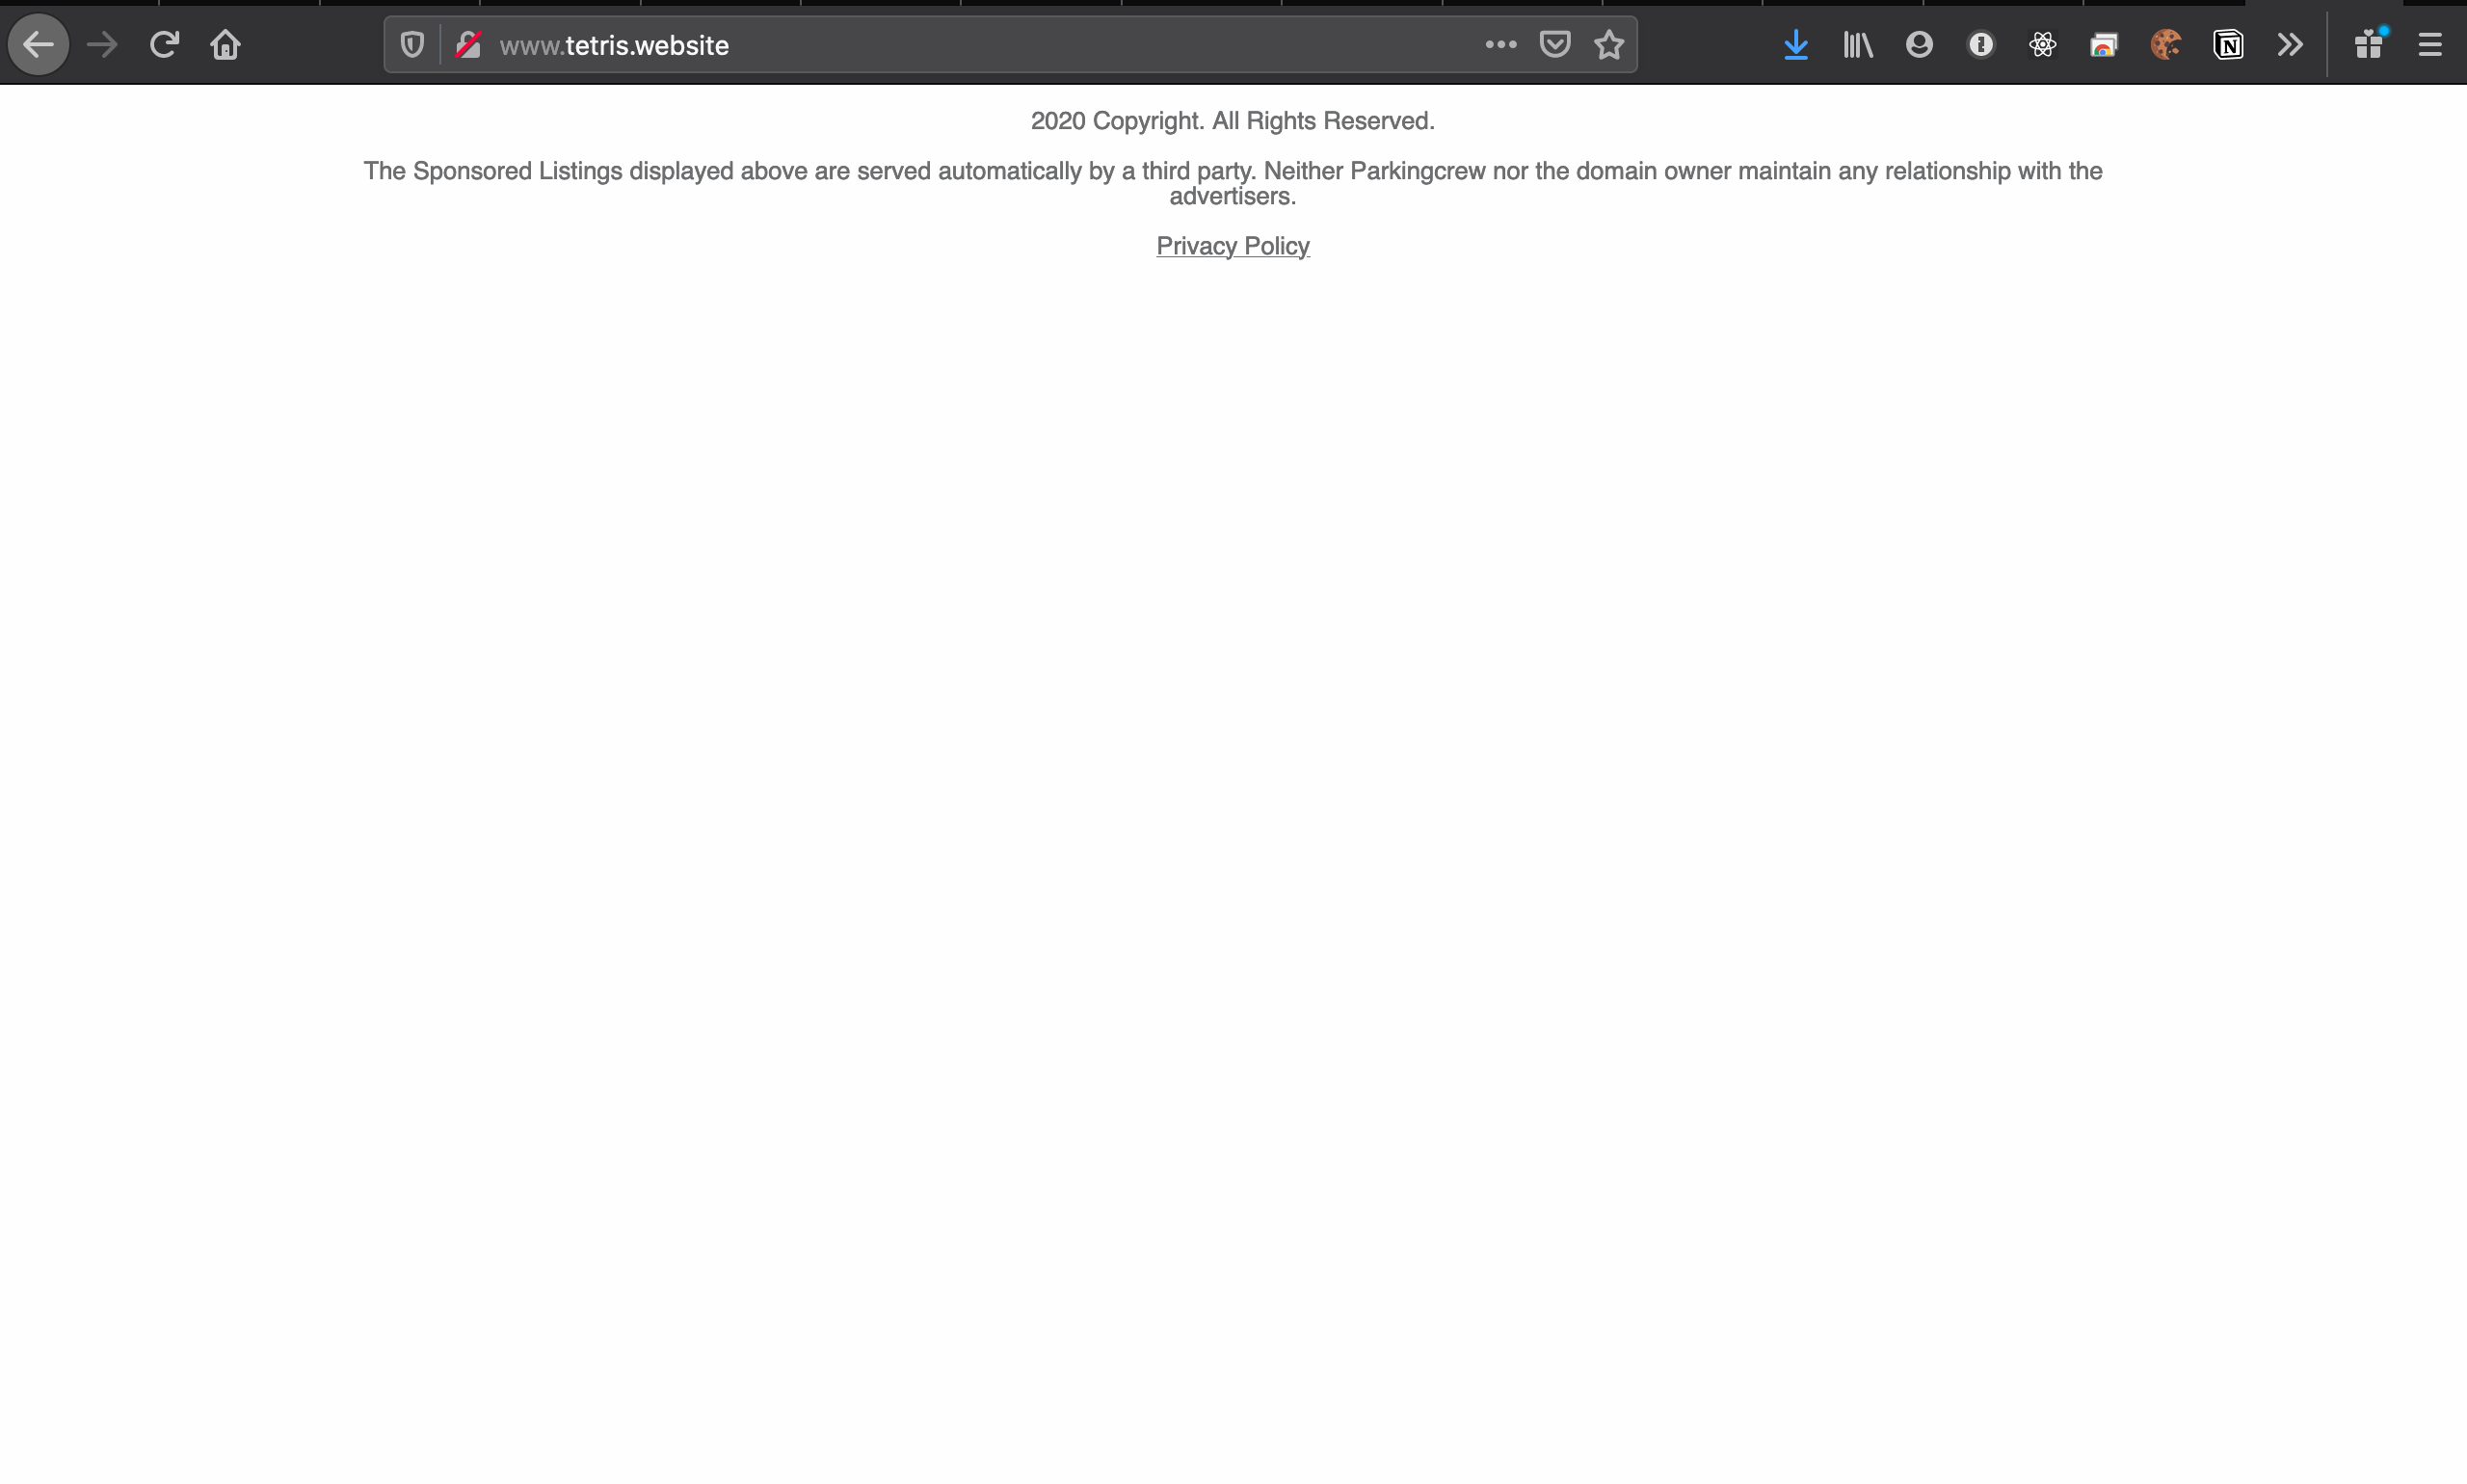 www.tetris.website
2020 Copyright. All Rights Reserved.
The Sponsored Listings displayed above are served automatically by a third party. Neither Parkingcrew nor the domain owner maintain any relationship with the
advertisers.
Privacy Policy